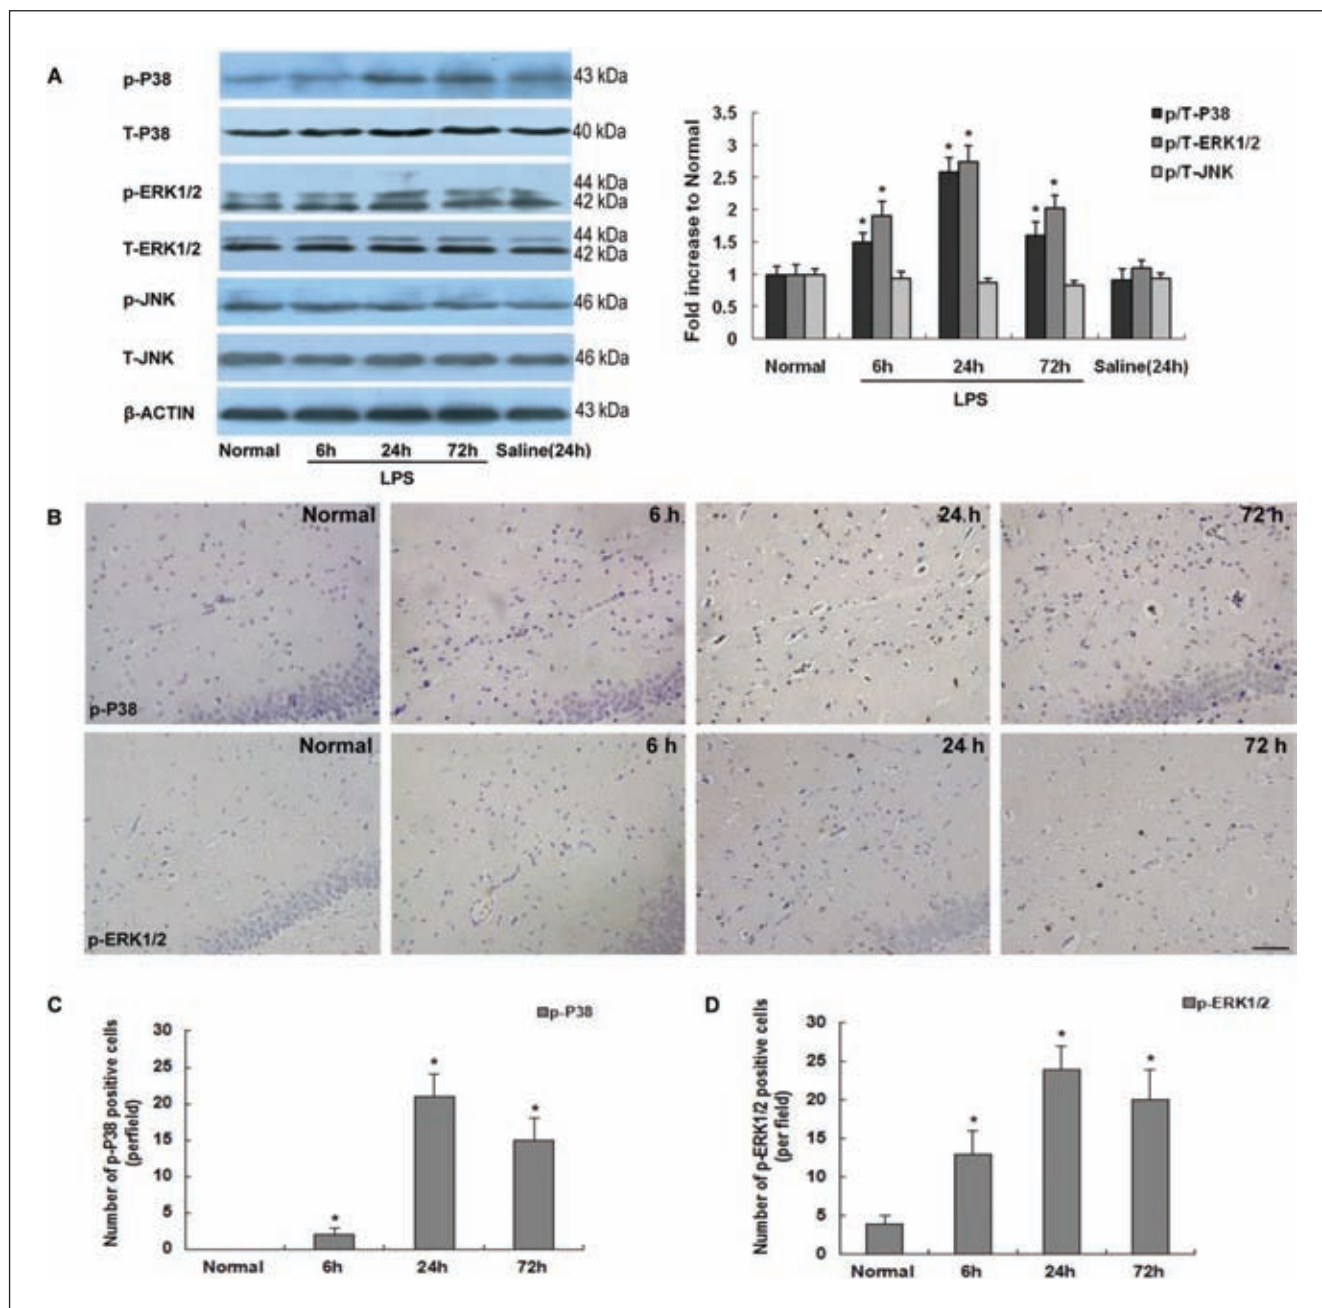 A
p-P38
43 kDa
T-P38
40 kDa
p-ERK1/2
44 kDa
42 kDa
T-ERK1/2
44 kDa
42 kDa
p-JNK
46 kDa
T-JNK
46 kDa
β-ACTIN
43 kDa
Normal 6h 24h 72h Saline(24h)
LPS
Fold increase to Normal
3.5
3
2.5
2
1.5
1
0.5
0
p/T-P38
p/T-ERK1/2
p/T-JNK
* * * * * *
Normal 6h 24h 72h Saline(24h)
LPS
B
Normal 6 h 24 h 72 h
p-P38
Normal 6 h 24 h 72 h
p-ERK1/2
C
p-P38
Number of p-P38 positive cells
(perfield)
30
25
20
15
10
5
0
* * *
Normal 6h 24h 72h
D
p-ERK1/2
Number of p-ERK1/2 positive cells
(per field)
30
25
20
15
10
5
0
* * *
Normal 6h 24h 72h